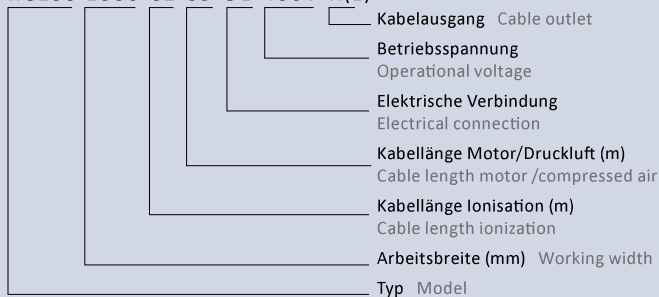 Kabelausgang Cable outlet
Betriebsspannung
Operational voltage
Elektrische Verbindung
Electrical connection
Kabellänge Motor/Druckluft (m)
Cable length motor /compressed air
Kabellänge Ionisation (m)
Cable length ionization
Arbeitsbreite (mm) Working width
Typ Model